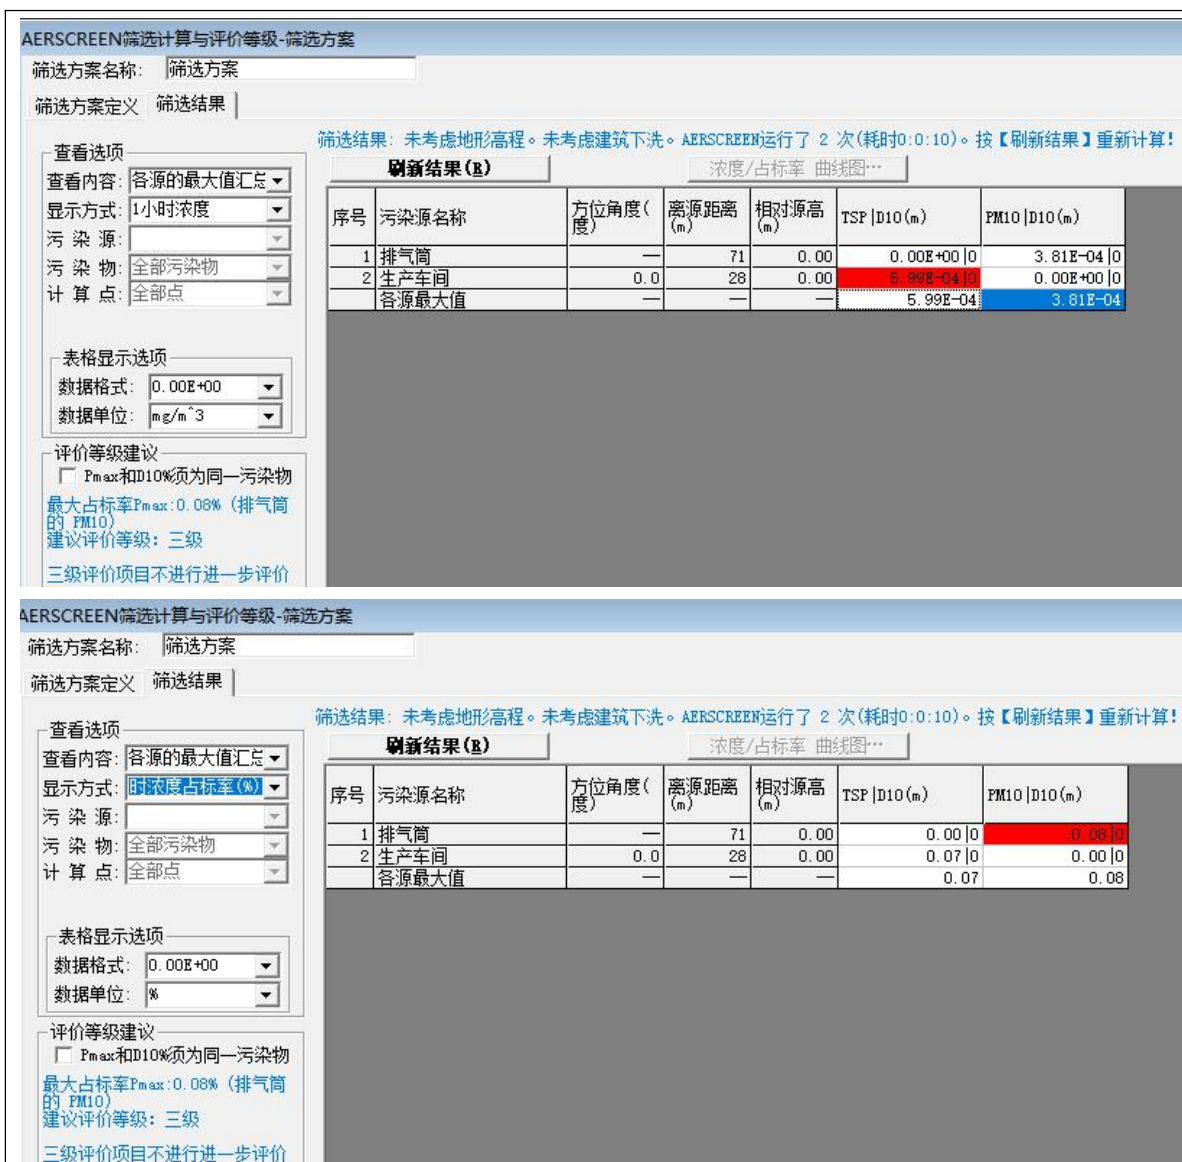 AERSCREEN筛选计算与评价等级-筛选方案
筛选方案名称: 筛选方案
筛选方案定义 筛选结果
筛选结果: 未考虑地形高程。未考虑建筑下洗。AERSCREEN运行了 2 次(耗时0:0:10)。按【刷新结果】重新计算!
刷新结果(R) 浓度/占标率 曲线图…
查看选项
查看内容: 各源的最大值汇总
显示方式: 1小时浓度
污 染 源:
污 染 物: 全部污染物
计 算 点: 全部点
序号 污染源名称 方位角度(度) 离源距离(m) 相对源高(m) TSP|D10(m) PM10|D10(m)
1 排气筒 — 71 0.00 0.00E+00|0 3.81E-04|0
2 生产车间 0.0 28 0.00 5.99E-04|0 0.00E+00|0
各源最大值 — — — 5.99E-04 3.81E-04
表格显示选项
数据格式: 0.00E+00
数据单位: mg/m^3
评价等级建议
Pmax和D10%须为同一污染物
最大占标率Pmax:0.08% (排气筒
的 PM10)
建议评价等级: 三级
三级评价项目不进行进一步评价
AERSCREEN筛选计算与评价等级-筛选方案
筛选方案名称: 筛选方案
筛选方案定义 筛选结果
筛选结果: 未考虑地形高程。未考虑建筑下洗。AERSCREEN运行了 2 次(耗时0:0:10)。按【刷新结果】重新计算!
刷新结果(R) 浓度/占标率 曲线图…
查看选项
查看内容: 各源的最大值汇总
显示方式: 时浓度占标率(%)
污 染 源:
污 染 物: 全部污染物
计 算 点: 全部点
序号 污染源名称 方位角度(度) 离源距离(m) 相对源高(m) TSP|D10(m) PM10|D10(m)
1 排气筒 — 71 0.00 0.00|0 0.08|0
2 生产车间 0.0 28 0.00 0.07|0 0.00|0
各源最大值 — — — 0.07 0.08
表格显示选项
数据格式: 0.00E+00
数据单位: %
评价等级建议
Pmax和D10%须为同一污染物
最大占标率Pmax:0.08% (排气筒
的 PM10)
建议评价等级: 三级
三级评价项目不进行进一步评价